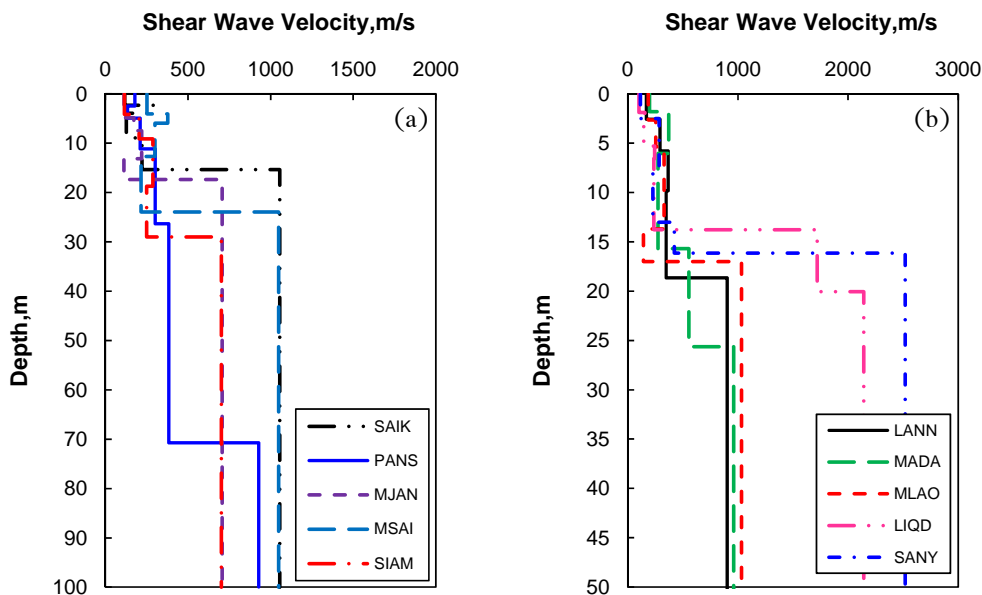 Shear Wave Velocity,m/s
0 500 1000 1500 2000
0
10
20
30
40
50
60
70
80
90
100
Depth,m
(a)
SAIK
PANS
MJAN
MSAI
SIAM
Shear Wave Velocity,m/s
0 1000 2000 3000
0
5
10
15
20
25
30
35
40
45
50
Depth,m
(b)
LANN
MADA
MLAO
LIQD
SANY